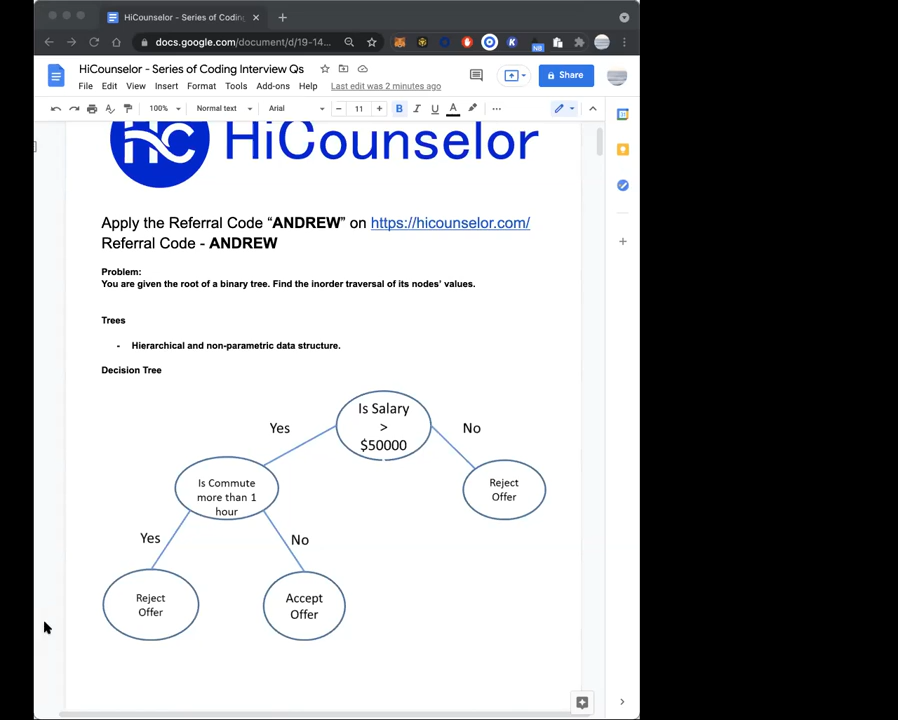 HiCounselor - Series of Coding
docs.google.com/document/d/19-14...
HiCounselor - Series of Coding Interview Qs
File Edit View Insert Format Tools Add-ons Help Last edit was 2 minutes ago
Share
100% Normal text Arial 11 B I U A
HC HiCounselor
Apply the Referral Code “ANDREW” on https://hicounselor.com/
Referral Code - ANDREW
Problem:
You are given the root of a binary tree. Find the inorder traversal of its nodes’ values.
Trees
- Hierarchical and non-parametric data structure.
Decision Tree
Is Salary
>
$50000
Yes
No
Is Commute
more than 1
hour
Reject
Offer
Yes
No
Reject
Offer
Accept
Offer